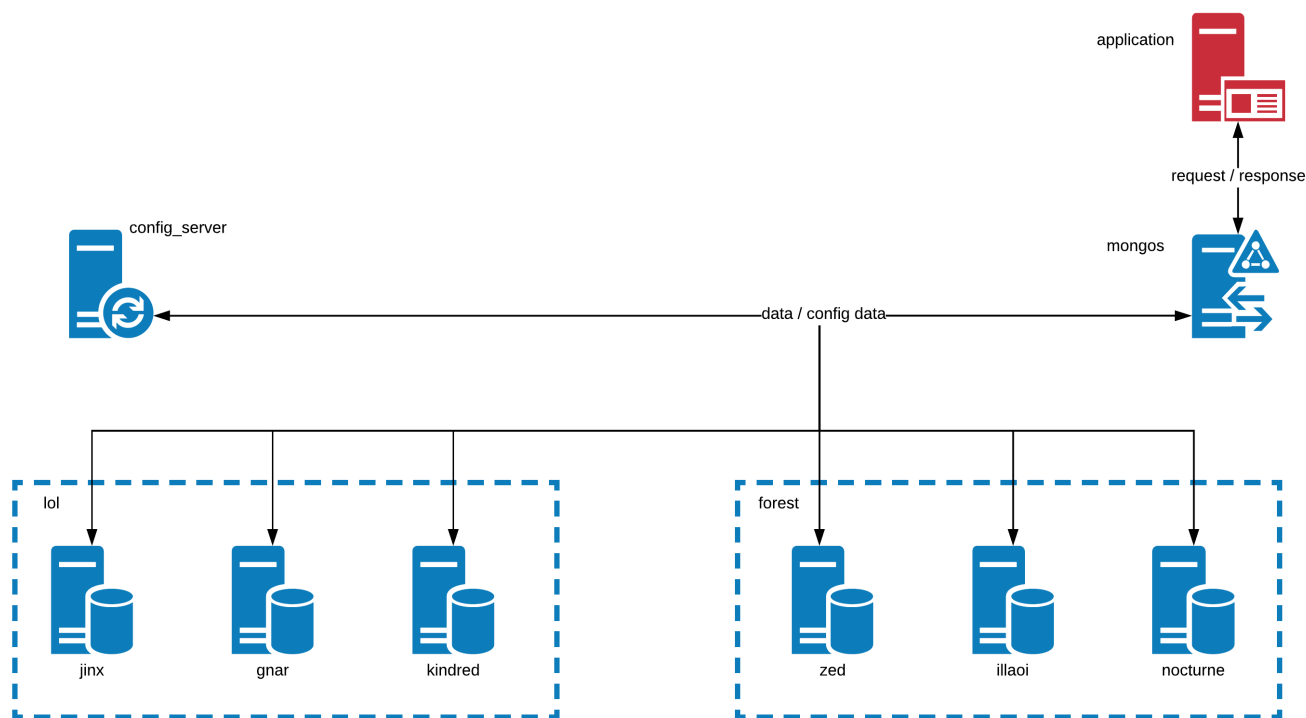 application
request / response
config_server
mongos
data / config data
lol
forest
jinx
gnar
kindred
zed
illaoi
nocturne